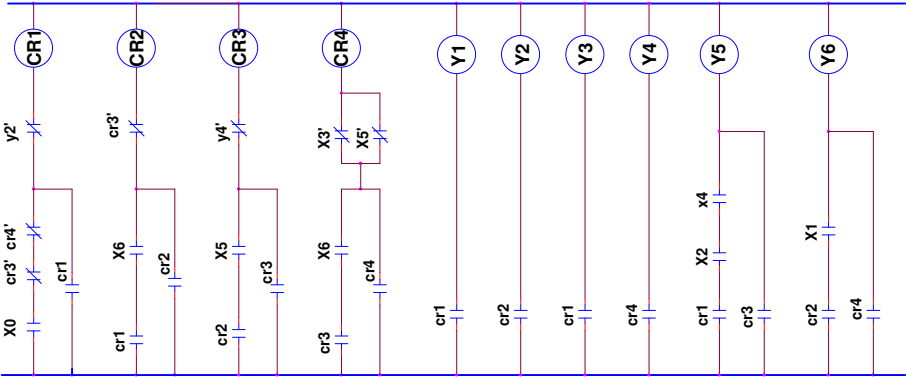 CR1
y2'
cr4'
cr3'
X0
cr1
CR2
cr3'
X6
cr2
cr1
CR3
y4'
X5
cr3
cr2
CR4
X3'
X5'
X6
cr4
cr3
Y1
cr1
Y2
cr2
Y3
cr1
Y4
cr4
Y5
x4
X2
cr1
cr3
Y6
X1
cr2
cr4